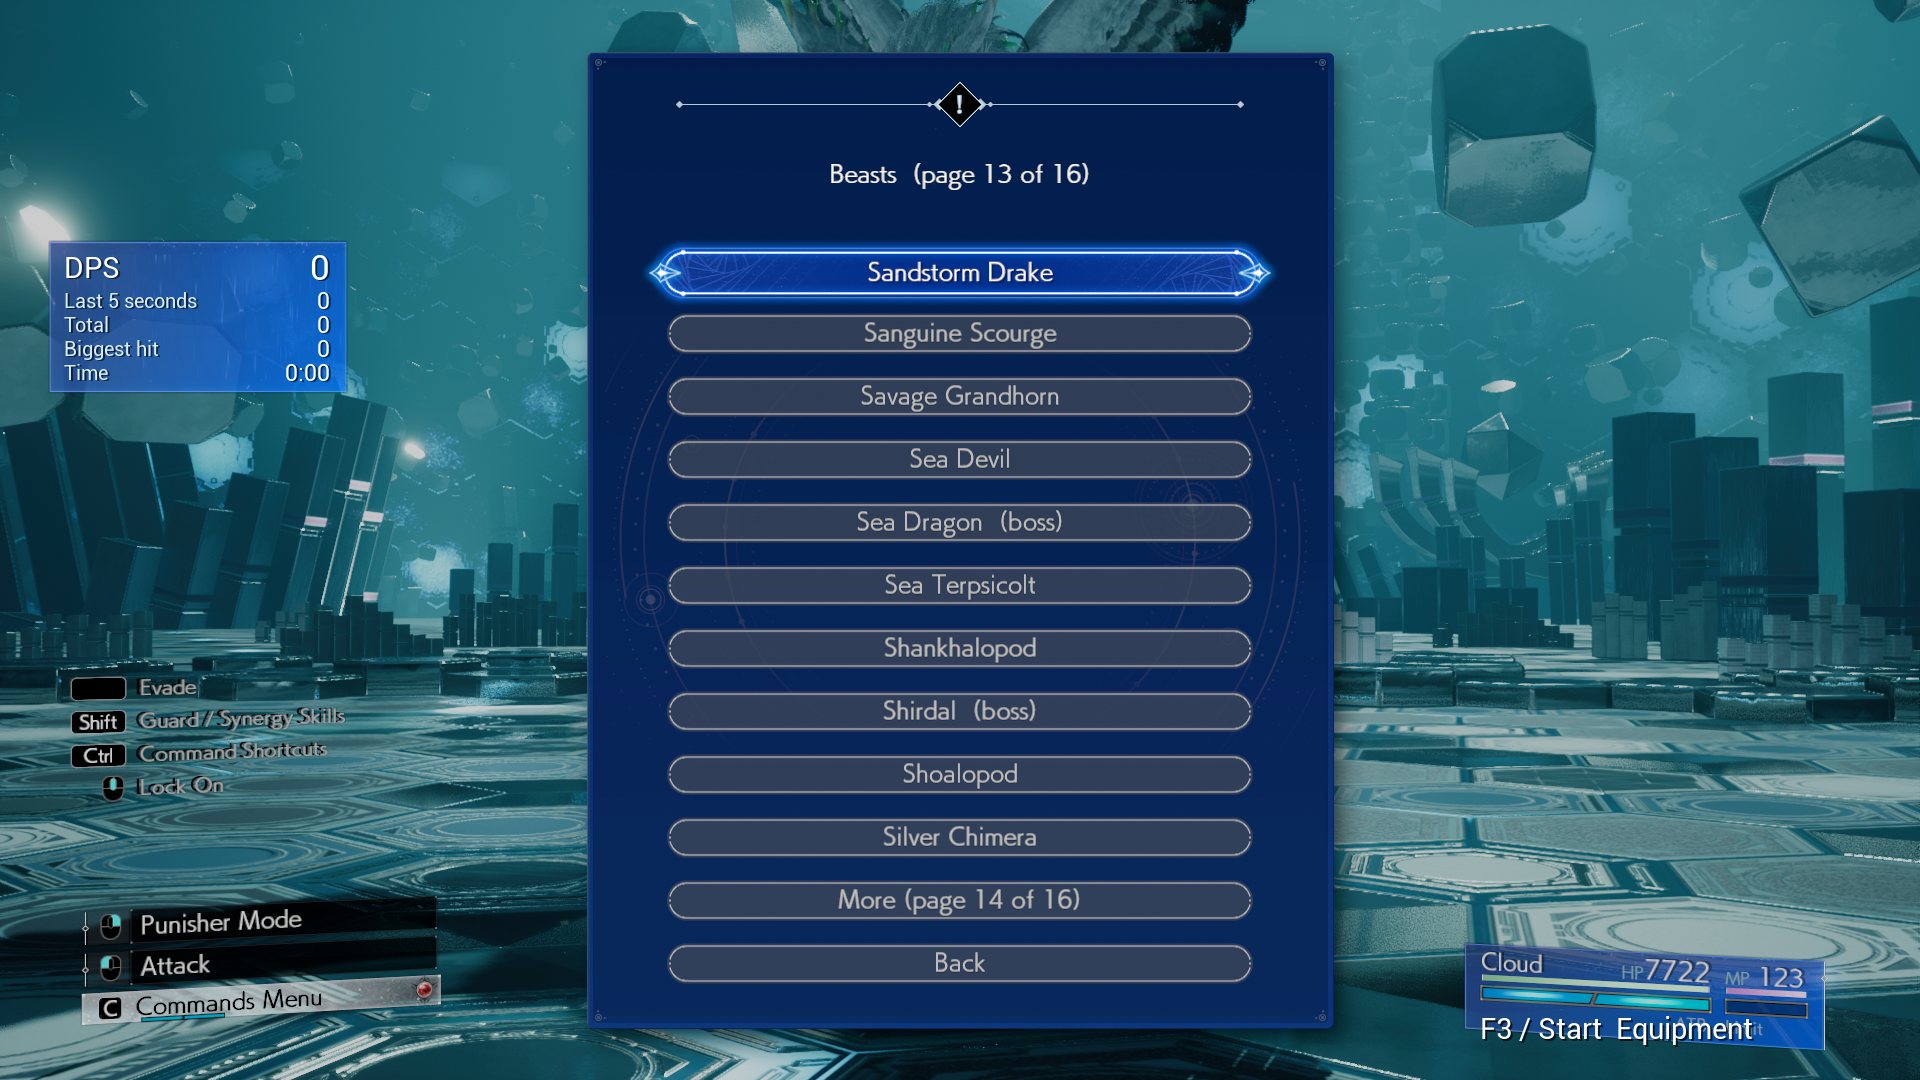 Beasts (page 13 of 16)
Sandstorm Drake
Sanguine Scourge
Savage Grandhorn
Sea Devil
Sea Dragon (boss)
Sea Terpsicolt
Shankhalopod
Shirdal (boss)
Shoalopod
Silver Chimera
More (page 14 of 16)
Back
DPS 0
Last 5 seconds 0
Total 0
Biggest hit 0
Time 0:00
Evade
Shift Guard / Synergy Skills
Ctrl Command Shortcuts
Lock On
Punisher Mode
Attack
C Commands Menu
Cloud HP 7722 MP 123
F3 / Start Equipment